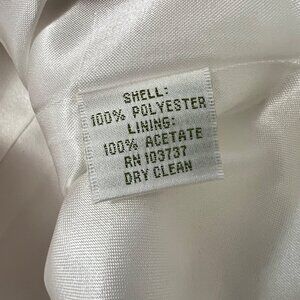 SHELL:
100% POLYESTER
LINING:
100% ACETATE
RN 103737
DRY CLEAN